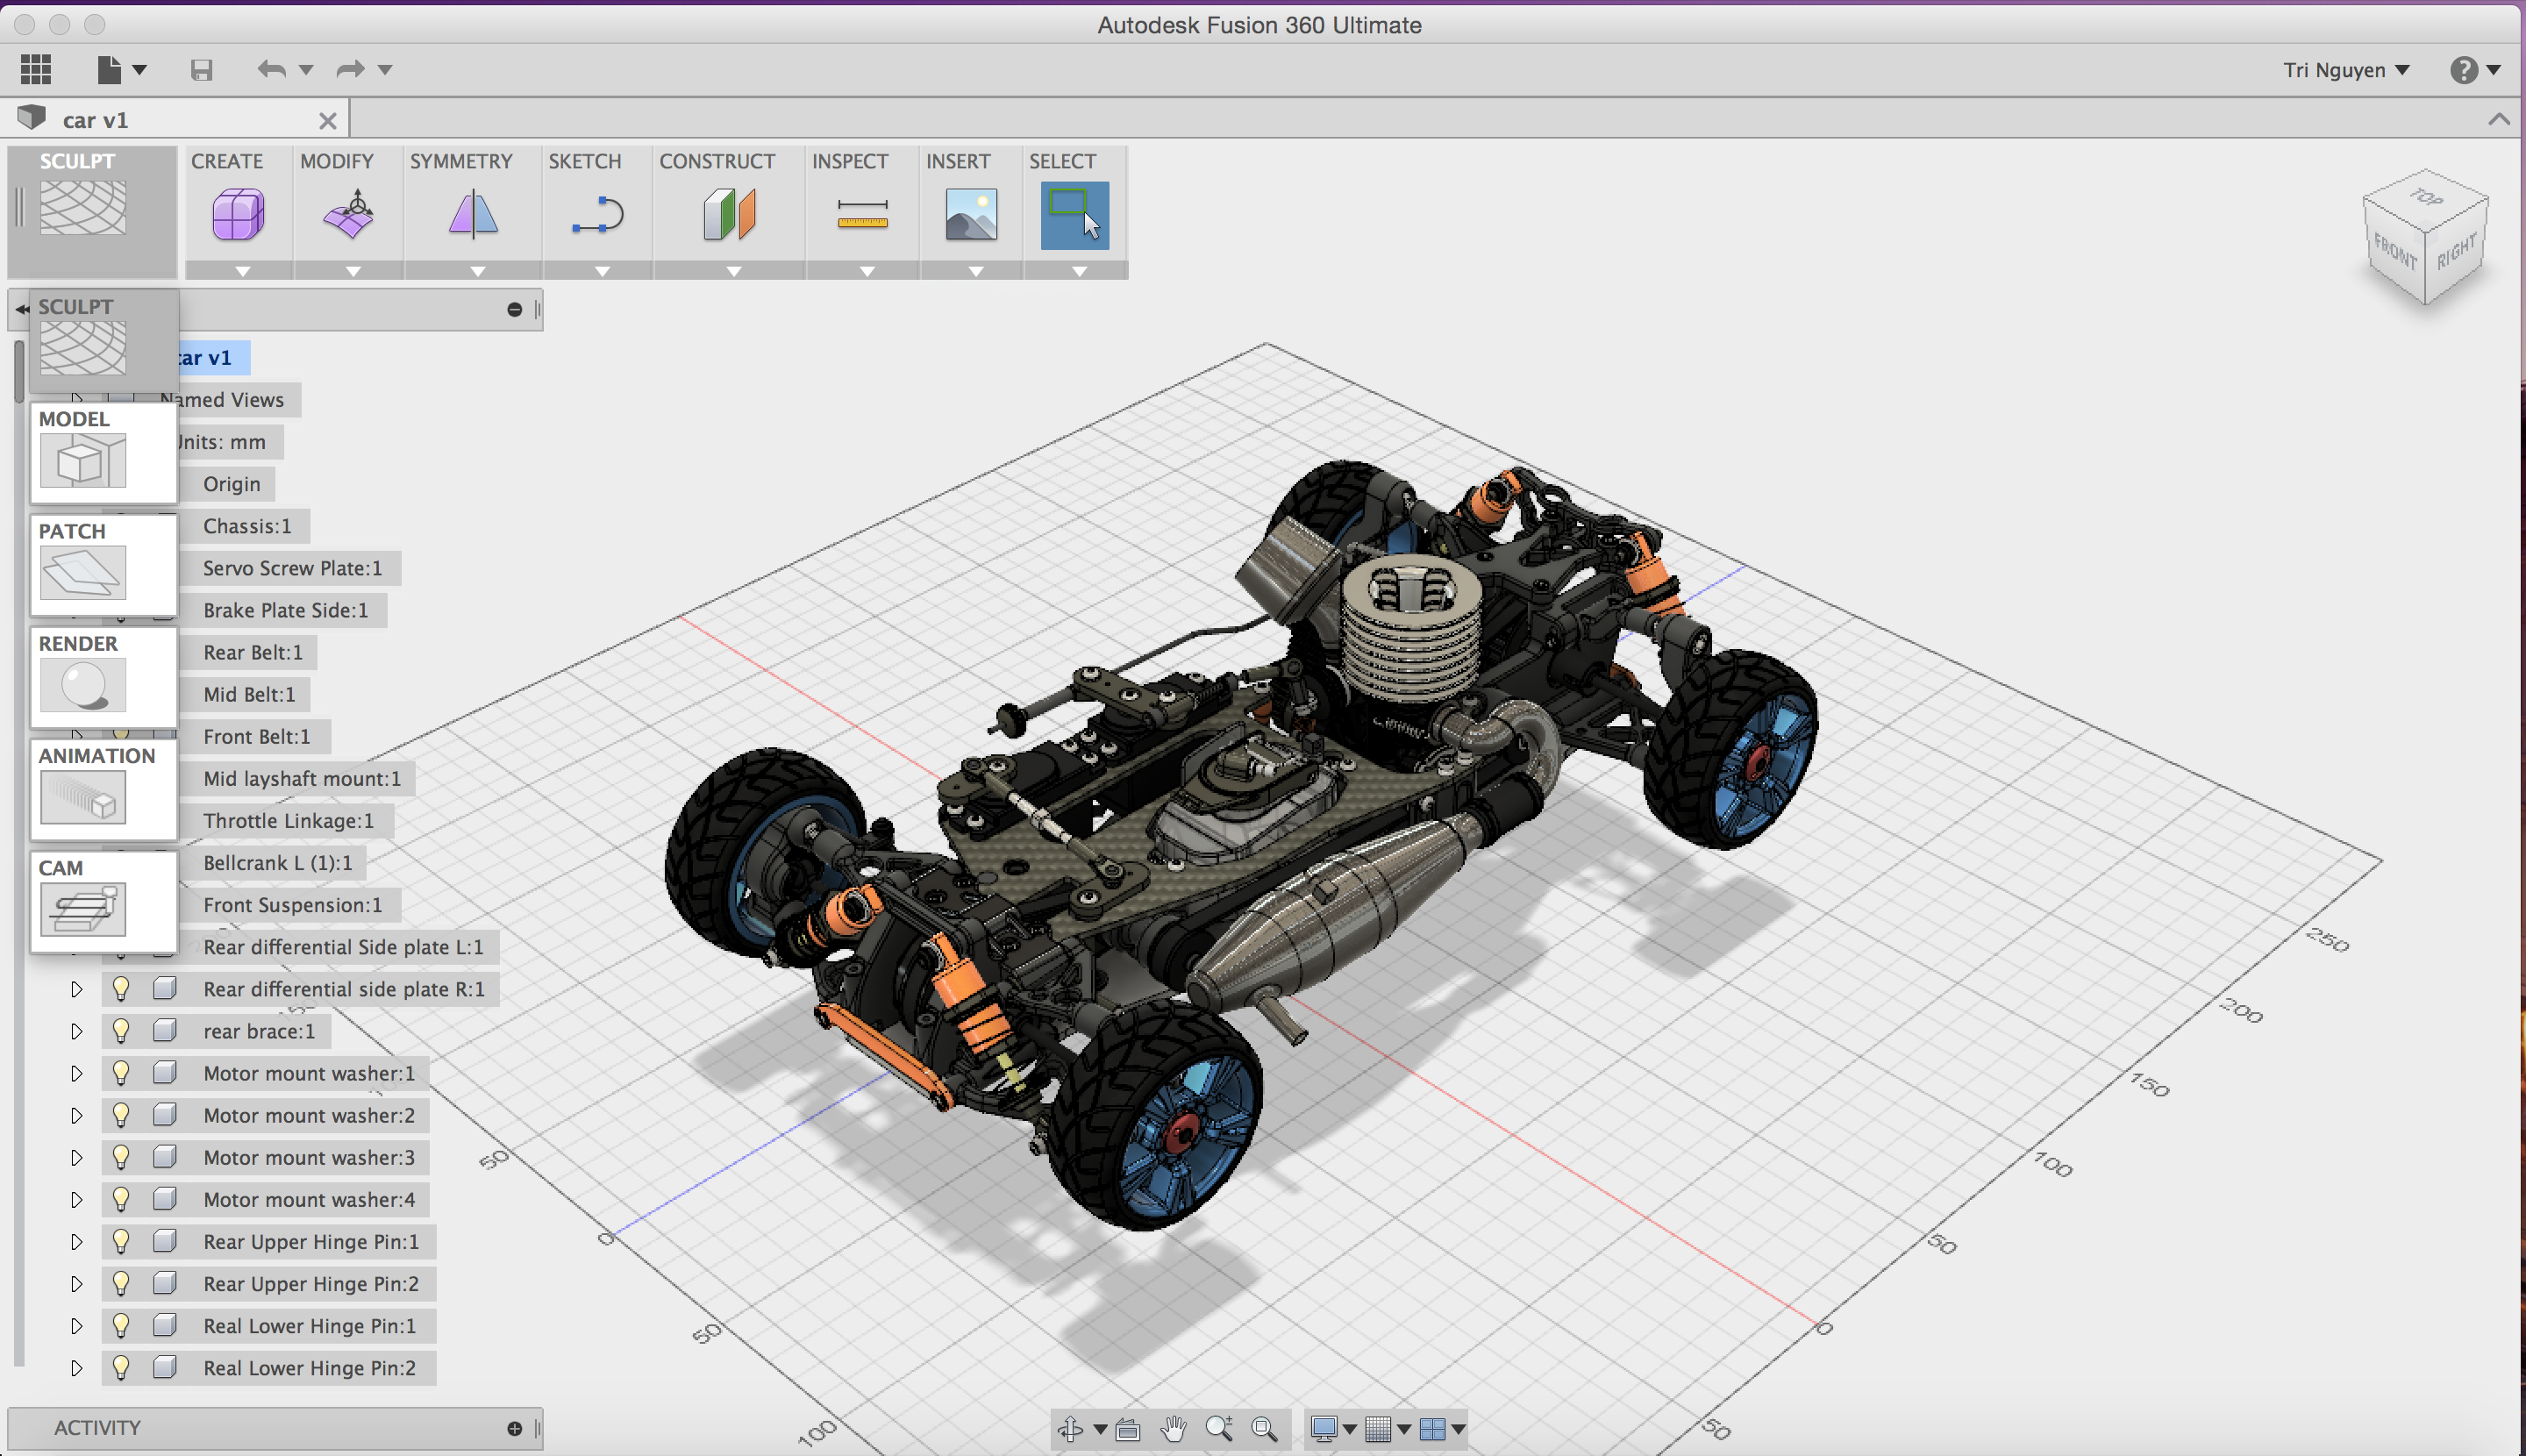 Autodesk Fusion 360 Ultimate
Tri Nguyen
?
car v1
SCULPT CREATE MODIFY SYMMETRY SKETCH CONSTRUCT INSPECT INSERT SELECT
TOP
FRONT
RIGHT
SCULPT
MODEL
PATCH
RENDER
ANIMATION
CAM
car v1
Named Views
Units: mm
Origin
Chassis:1
Servo Screw Plate:1
Brake Plate Side:1
Rear Belt:1
Mid Belt:1
Front Belt:1
Mid layshaft mount:1
Throttle Linkage:1
Bellcrank L (1):1
Front Suspension:1
Rear differential Side plate L:1
Rear differential side plate R:1
rear brace:1
Motor mount washer:1
Motor mount washer:2
Motor mount washer:3
Motor mount washer:4
Rear Upper Hinge Pin:1
Rear Upper Hinge Pin:2
Real Lower Hinge Pin:1
Real Lower Hinge Pin:2
50
0
50
100
250
200
150
100
50
0
50
ACTIVITY